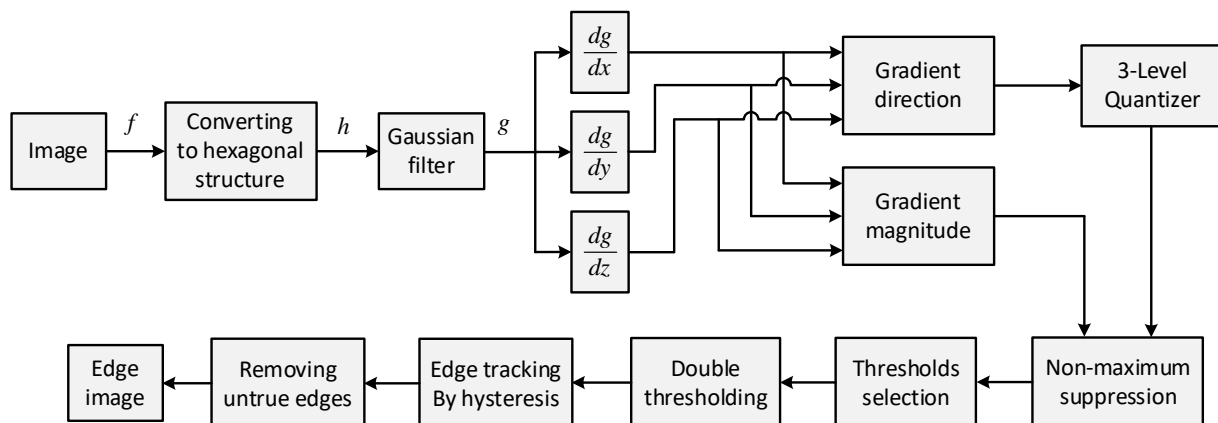 Image
f
Converting
to hexagonal
structure
h
Gaussian
filter
g
dg
dx
dg
dy
dg
dz
Gradient
direction
Gradient
magnitude
3-Level
Quantizer
Non-maximum
suppression
Thresholds
selection
Double
thresholding
Edge tracking
By hysteresis
Removing
untrue edges
Edge
image